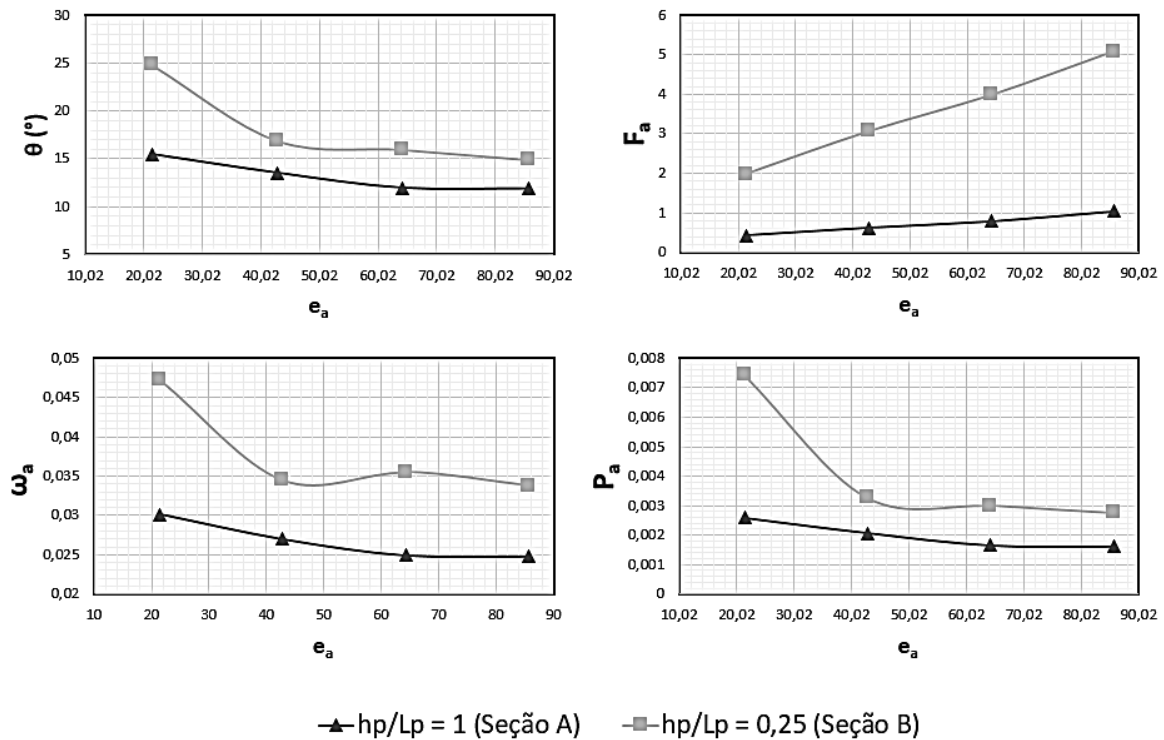 30
25
20
15
10
5
θ (°)
10,02 20,02 30,02 40,02 50,02 60,02 70,02 80,02 90,02
eₐ
6
5
4
3
2
1
0
Fₐ
10,02 20,02 30,02 40,02 50,02 60,02 70,02 80,02 90,02
eₐ
0,05
0,045
0,04
0,035
0,03
0,025
0,02
ωₐ
10 20 30 40 50 60 70 80 90
eₐ
0,008
0,007
0,006
0,005
0,004
0,003
0,002
0,001
0
Pₐ
10,02 20,02 30,02 40,02 50,02 60,02 70,02 80,02 90,02
eₐ
hp/Lp = 1 (Seção A) hp/Lp = 0,25 (Seção B)